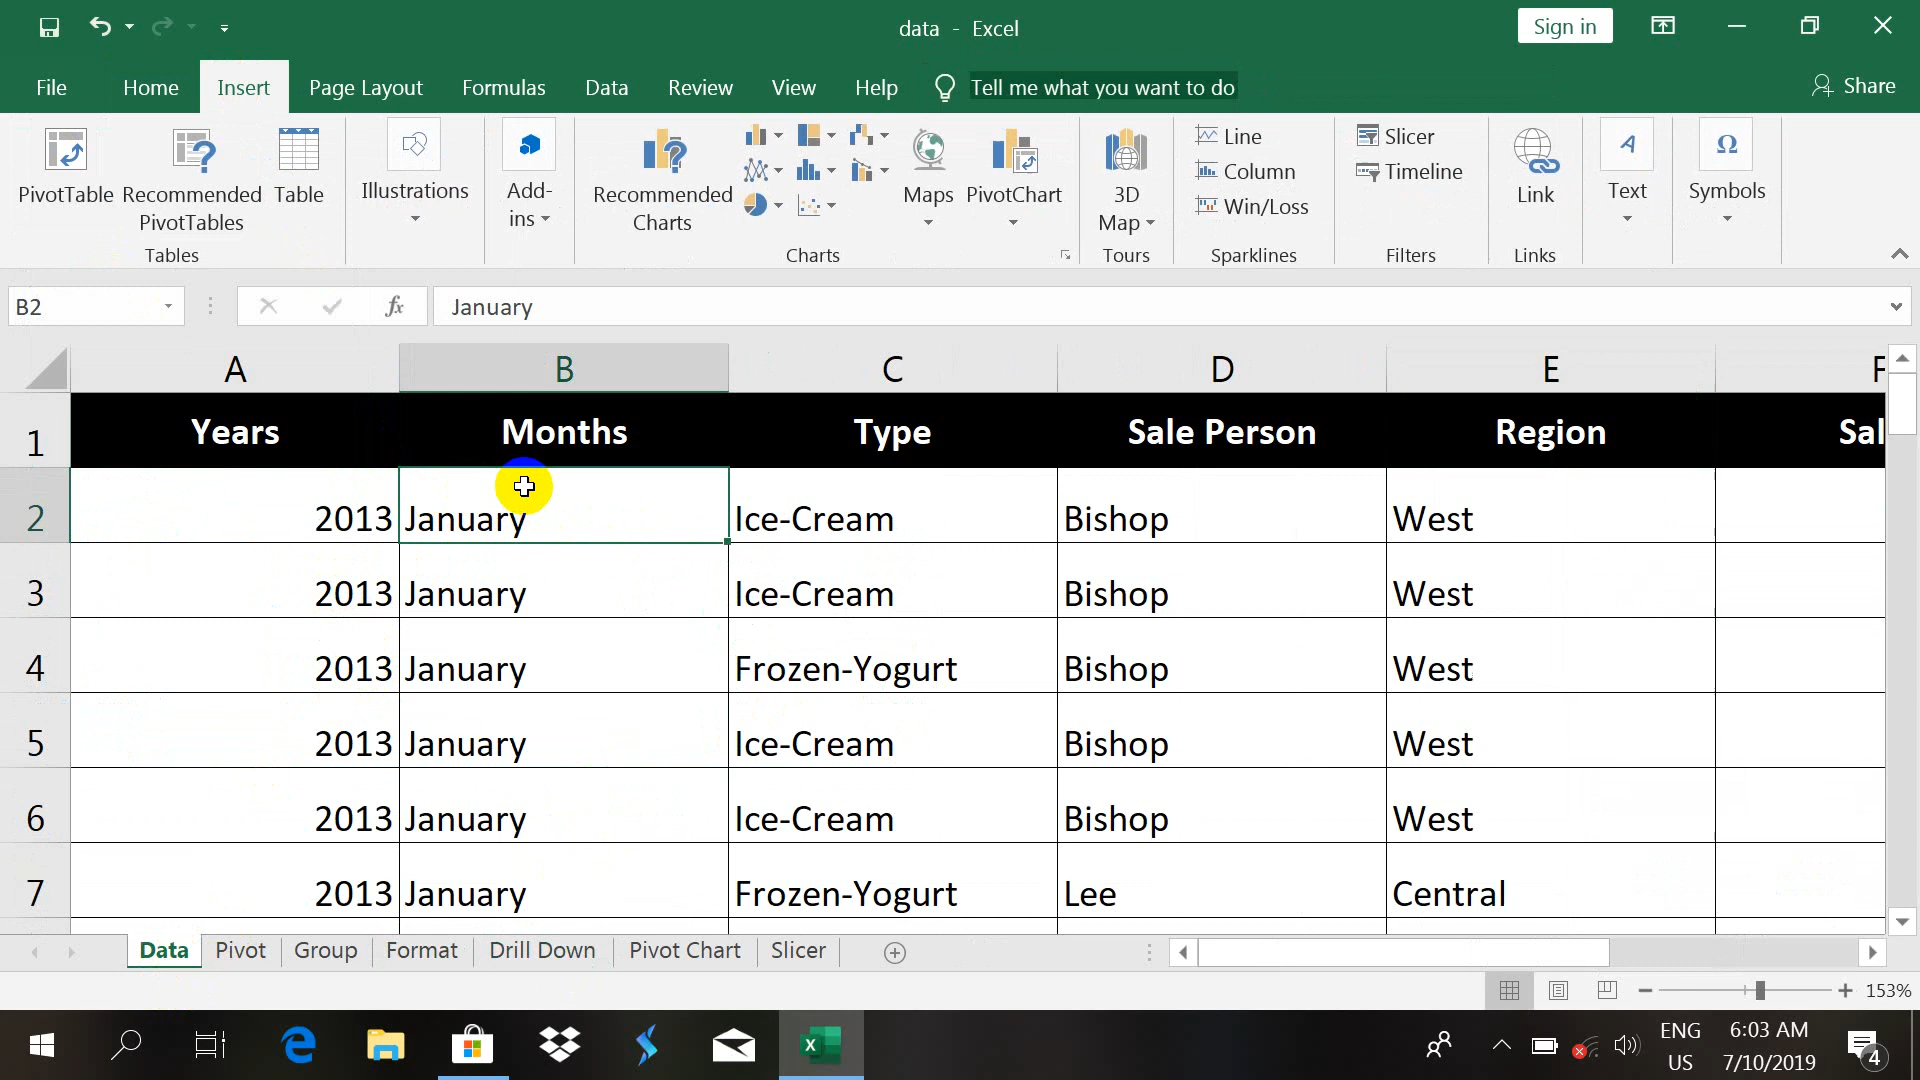 data - Excel
Sign in
File Home Insert Page Layout Formulas Data Review View Help Tell me what you want to do Share
PivotTable
Recommended PivotTables
Table
Tables
Illustrations
Add-ins
Recommended Charts
Maps
PivotChart
Charts
3D Map
Tours
Line
Column
Win/Loss
Sparklines
Slicer
Timeline
Filters
Link
Links
Text
Symbols
B2 fx January
A B C D E F
1 Years Months Type Sale Person Region Sal
2 2013 January Ice-Cream Bishop West
3 2013 January Ice-Cream Bishop West
4 2013 January Frozen-Yogurt Bishop West
5 2013 January Ice-Cream Bishop West
6 2013 January Ice-Cream Bishop West
7 2013 January Frozen-Yogurt Lee Central
Data Pivot Group Format Drill Down Pivot Chart Slicer
153%
ENG 6:03 AM
US 7/10/2019 4